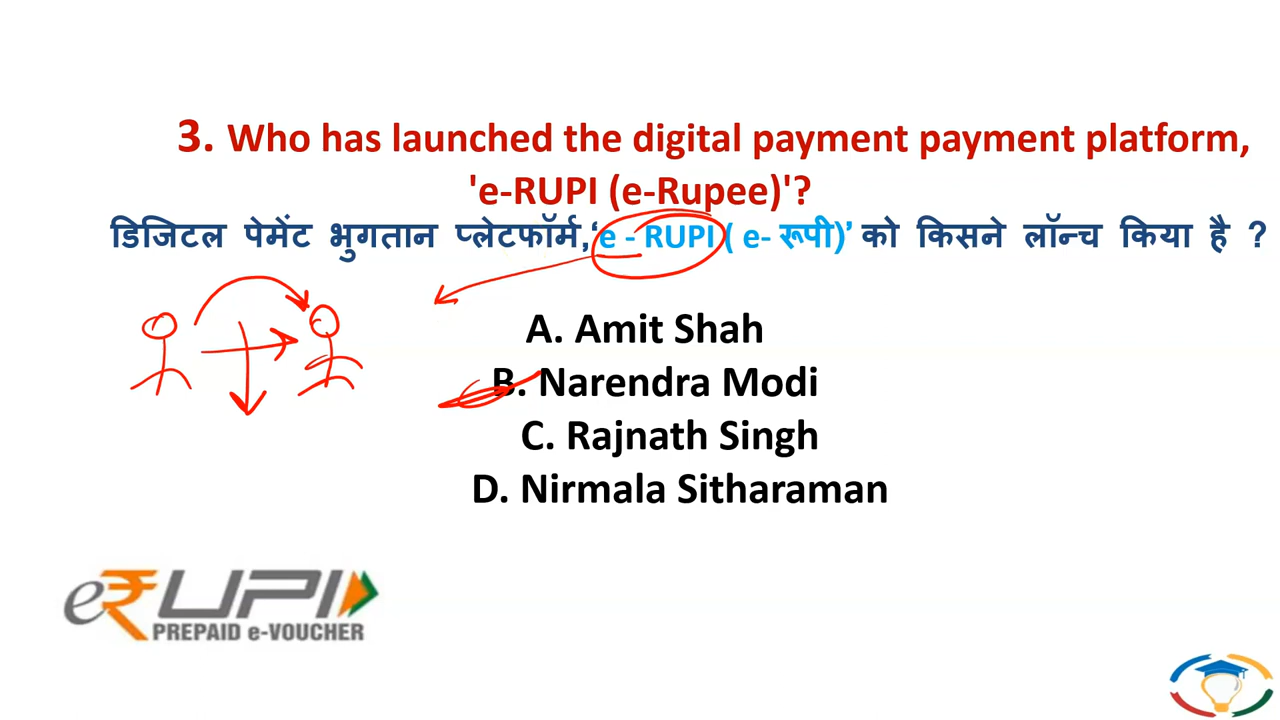 3. Who has launched the digital payment payment platform,
'e-RUPI (e-Rupee)'?
डिजिटल पेमेंट भुगतान प्लेटफॉर्म,‘e - RUPI ( e- रूपी)’ को किसने लॉन्च किया है ?
A. Amit Shah
B. Narendra Modi
C. Rajnath Singh
D. Nirmala Sitharaman
e₹UPI
PREPAID e-VOUCHER